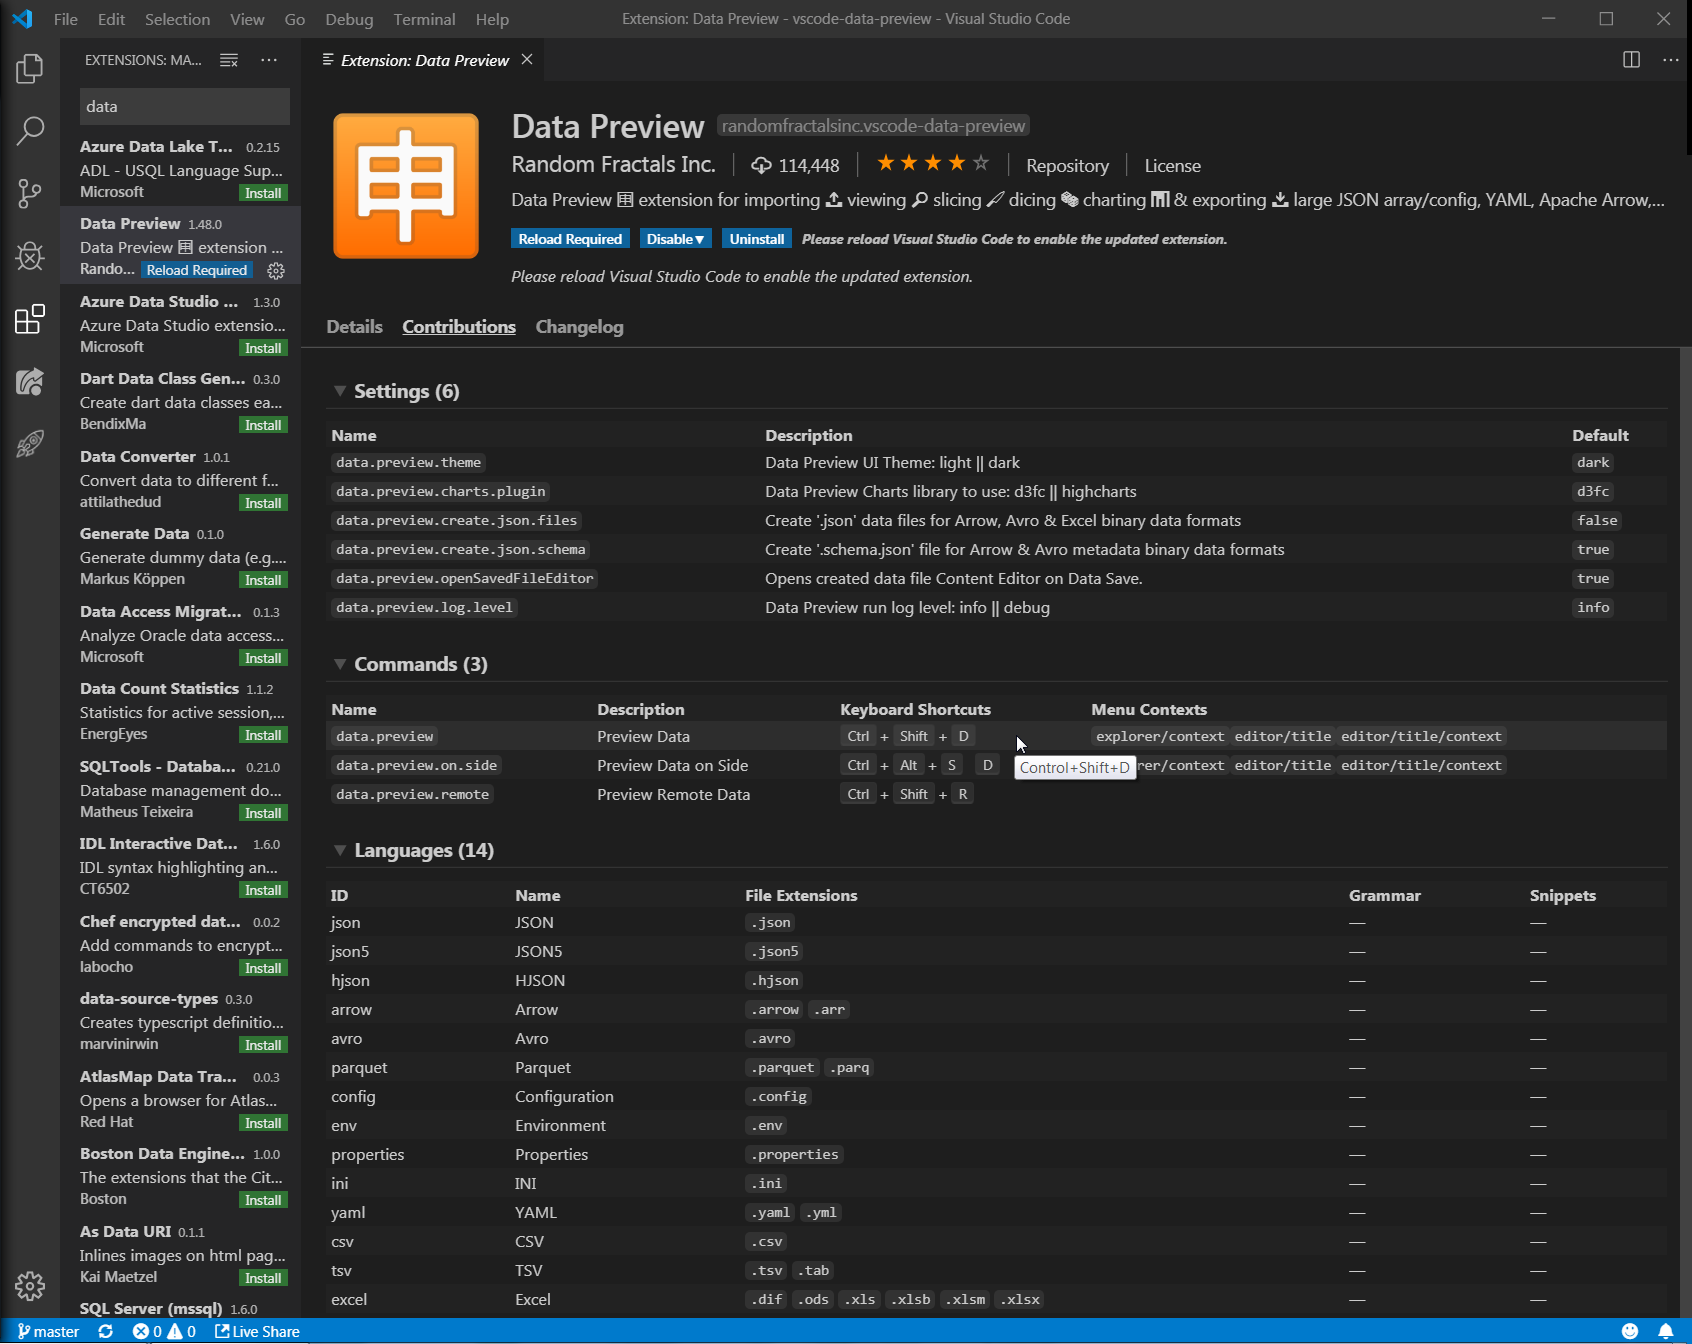 File Edit Selection View Go Debug Terminal Help
Extension: Data Preview - vscode-data-preview - Visual Studio Code
EXTENSIONS: MA...
data
Azure Data Lake T... 0.2.15
ADL - USQL Language Sup...
Microsoft Install
Data Preview 1.48.0
Data Preview 囲 extension ...
Rando... Reload Required
Azure Data Studio ... 1.3.0
Azure Data Studio extensio...
Microsoft Install
Dart Data Class Gen... 0.3.0
Create dart data classes ea...
BendixMa Install
Data Converter 1.0.1
Convert data to different f...
attilathedud Install
Generate Data 0.1.0
Generate dummy data (e.g....
Markus Köppen Install
Data Access Migrat... 0.1.3
Analyze Oracle data access...
Microsoft Install
Data Count Statistics 1.1.2
Statistics for active session,...
EnergEyes Install
SQLTools - Databa... 0.21.0
Database management do...
Matheus Teixeira Install
IDL Interactive Dat... 1.6.0
IDL syntax highlighting an...
CT6502 Install
Chef encrypted dat... 0.0.2
Add commands to encrypt...
labocho Install
data-source-types 0.3.0
Creates typescript definitio...
marvinirwin Install
AtlasMap Data Tra... 0.0.3
Opens a browser for Atlas...
Red Hat Install
Boston Data Engine... 1.0.0
The extensions that the Cit...
Boston Install
As Data URI 0.1.1
Inlines images on html pag...
Kai Maetzel Install
SQL Server (mssql) 1.6.0
Extension: Data Preview
申
Data Preview randomfractalsinc.vscode-data-preview
Random Fractals Inc. 114,448 ★★★★☆ Repository License
Data Preview extension for importing viewing slicing dicing charting & exporting large JSON array/config, YAML, Apache Arrow,...
Reload Required Disable▼ Uninstall Please reload Visual Studio Code to enable the updated extension.
Please reload Visual Studio Code to enable the updated extension.
Details Contributions Changelog
Settings (6)
Name Description Default
data.preview.theme Data Preview UI Theme: light || dark dark
data.preview.charts.plugin Data Preview Charts library to use: d3fc || highcharts d3fc
data.preview.create.json.files Create '.json' data files for Arrow, Avro & Excel binary data formats false
data.preview.create.json.schema Create '.schema.json' file for Arrow & Avro metadata binary data formats true
data.preview.openSavedFileEditor Opens created data file Content Editor on Data Save. true
data.preview.log.level Data Preview run log level: info || debug info
Commands (3)
Name Description Keyboard Shortcuts Menu Contexts
data.preview Preview Data Ctrl + Shift + D explorer/context editor/title editor/title/context
data.preview.on.side Preview Data on Side Ctrl + Alt + S D rer/context editor/title editor/title/context
Control+Shift+D
data.preview.remote Preview Remote Data Ctrl + Shift + R
Languages (14)
ID Name File Extensions Grammar Snippets
json JSON .json — —
json5 JSON5 .json5 — —
hjson HJSON .hjson — —
arrow Arrow .arrow .arr — —
avro Avro .avro — —
parquet Parquet .parquet .parq — —
config Configuration .config — —
env Environment .env — —
properties Properties .properties — —
ini INI .ini — —
yaml YAML .yaml .yml — —
csv CSV .csv — —
tsv TSV .tsv .tab — —
excel Excel .dif .ods .xls .xlsb .xlsm .xlsx — —
master 0 0 Live Share